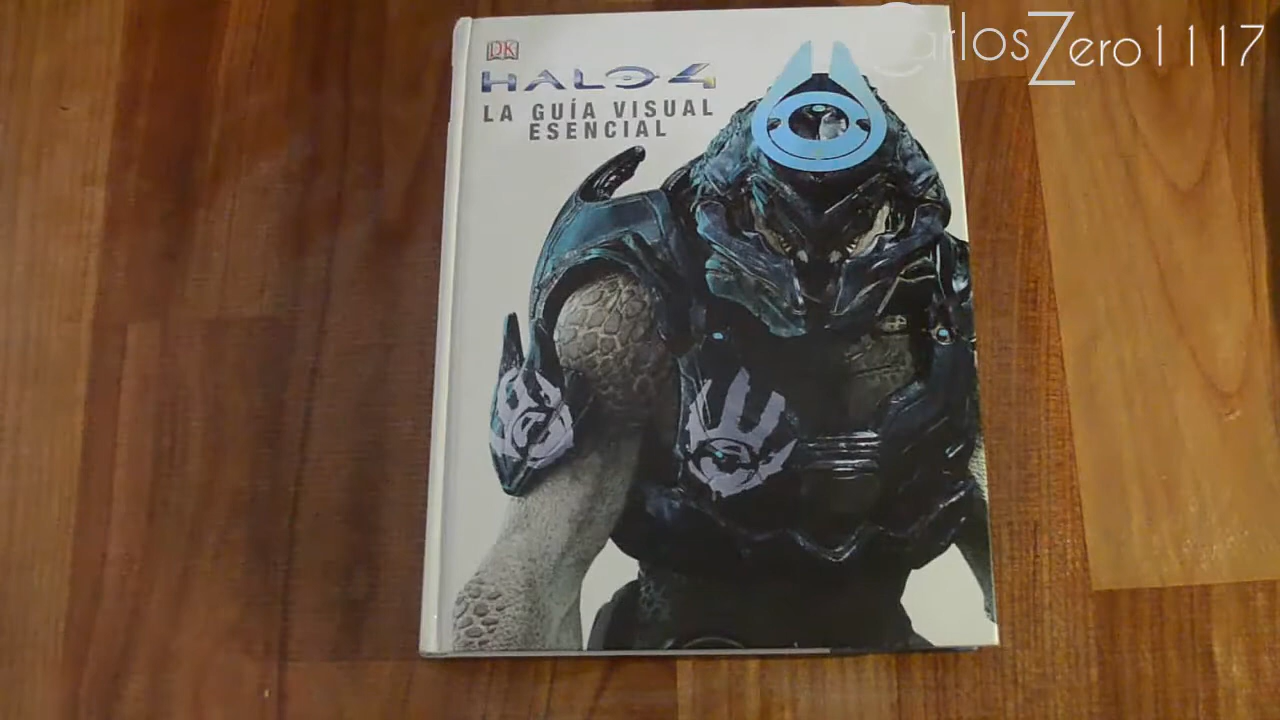 DK
HALO 4
LA GUÍA VISUAL
ESENCIAL
CarlosZero1117